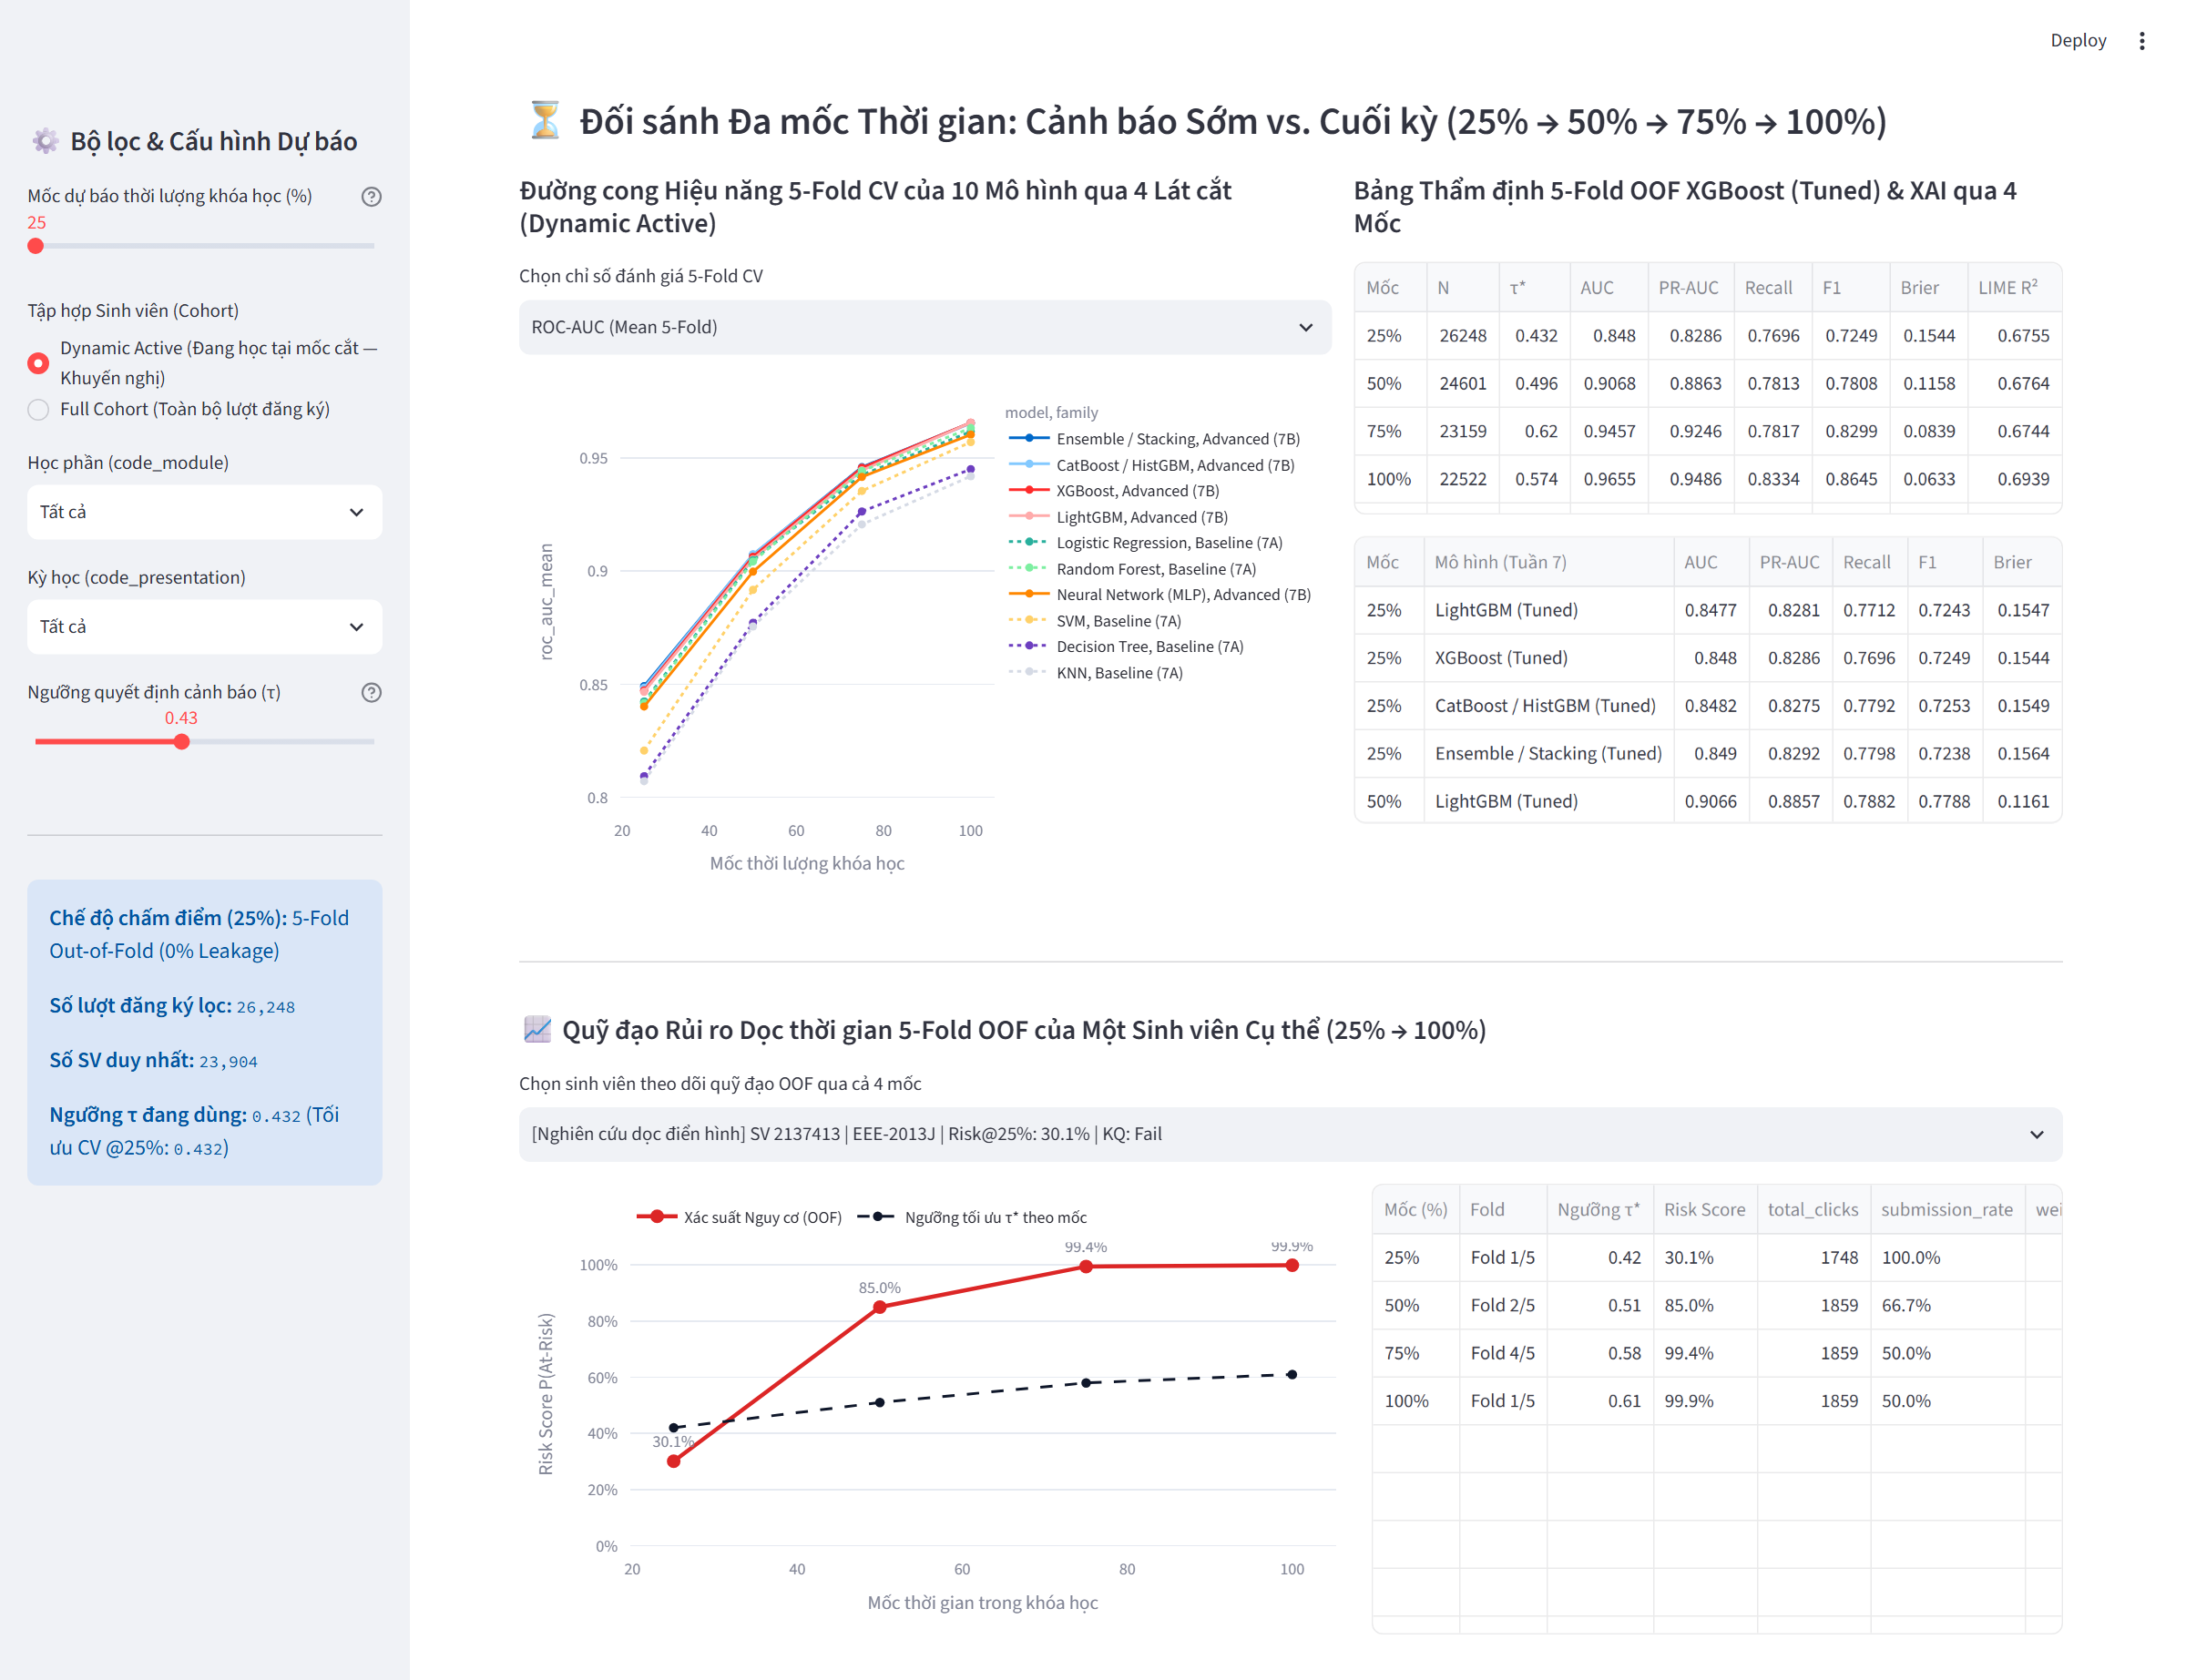 Deploy
⚙️ Bộ lọc & Cấu hình Dự báo
Mốc dự báo thời lượng khóa học (%)
25
Tập hợp Sinh viên (Cohort)
Dynamic Active (Đang học tại mốc cắt —
Khuyến nghị)
Full Cohort (Toàn bộ lượt đăng ký)
Học phần (code_module)
Tất cả
Kỳ học (code_presentation)
Tất cả
Ngưỡng quyết định cảnh báo (τ)
0.43
Chế độ chấm điểm (25%): 5-Fold
Out-of-Fold (0% Leakage)
Số lượt đăng ký lọc: 26,248
Số SV duy nhất: 23,904
Ngưỡng τ đang dùng: 0.432 (Tối
ưu CV @25%: 0.432)
⏳ Đối sánh Đa mốc Thời gian: Cảnh báo Sớm vs. Cuối kỳ (25% → 50% → 75% → 100%)
Đường cong Hiệu năng 5-Fold CV của 10 Mô hình qua 4 Lát cắt
(Dynamic Active)
Chọn chỉ số đánh giá 5-Fold CV
ROC-AUC (Mean 5-Fold)
model, family
Ensemble / Stacking, Advanced (7B)
CatBoost / HistGBM, Advanced (7B)
XGBoost, Advanced (7B)
LightGBM, Advanced (7B)
Logistic Regression, Baseline (7A)
Random Forest, Baseline (7A)
Neural Network (MLP), Advanced (7B)
SVM, Baseline (7A)
Decision Tree, Baseline (7A)
KNN, Baseline (7A)
roc_auc_mean
0.95
0.9
0.85
0.8
20 40 60 80 100
Mốc thời lượng khóa học
Bảng Thẩm định 5-Fold OOF XGBoost (Tuned) & XAI qua 4
Mốc
Mốc N τ* AUC PR-AUC Recall F1 Brier LIME R²
25% 26248 0.432 0.848 0.8286 0.7696 0.7249 0.1544 0.6755
50% 24601 0.496 0.9068 0.8863 0.7813 0.7808 0.1158 0.6764
75% 23159 0.62 0.9457 0.9246 0.7817 0.8299 0.0839 0.6744
100% 22522 0.574 0.9655 0.9486 0.8334 0.8645 0.0633 0.6939
Mốc Mô hình (Tuần 7) AUC PR-AUC Recall F1 Brier
25% LightGBM (Tuned) 0.8477 0.8281 0.7712 0.7243 0.1547
25% XGBoost (Tuned) 0.848 0.8286 0.7696 0.7249 0.1544
25% CatBoost / HistGBM (Tuned) 0.8482 0.8275 0.7792 0.7253 0.1549
25% Ensemble / Stacking (Tuned) 0.849 0.8292 0.7798 0.7238 0.1564
50% LightGBM (Tuned) 0.9066 0.8857 0.7882 0.7788 0.1161
📈 Quỹ đạo Rủi ro Dọc thời gian 5-Fold OOF của Một Sinh viên Cụ thể (25% → 100%)
Chọn sinh viên theo dõi quỹ đạo OOF qua cả 4 mốc
[Nghiên cứu dọc điển hình] SV 2137413 | EEE-2013J | Risk@25%: 30.1% | KQ: Fail
Xác suất Nguy cơ (OOF) Ngưỡng tối ưu τ* theo mốc
Risk Score P(At-Risk)
100%
80%
60%
40%
20%
0%
30.1%
85.0%
99.4%
99.9%
20 40 60 80 100
Mốc thời gian trong khóa học
Mốc (%) Fold Ngưỡng τ* Risk Score total_clicks submission_rate wei
25% Fold 1/5 0.42 30.1% 1748 100.0%
50% Fold 2/5 0.51 85.0% 1859 66.7%
75% Fold 4/5 0.58 99.4% 1859 50.0%
100% Fold 1/5 0.61 99.9% 1859 50.0%